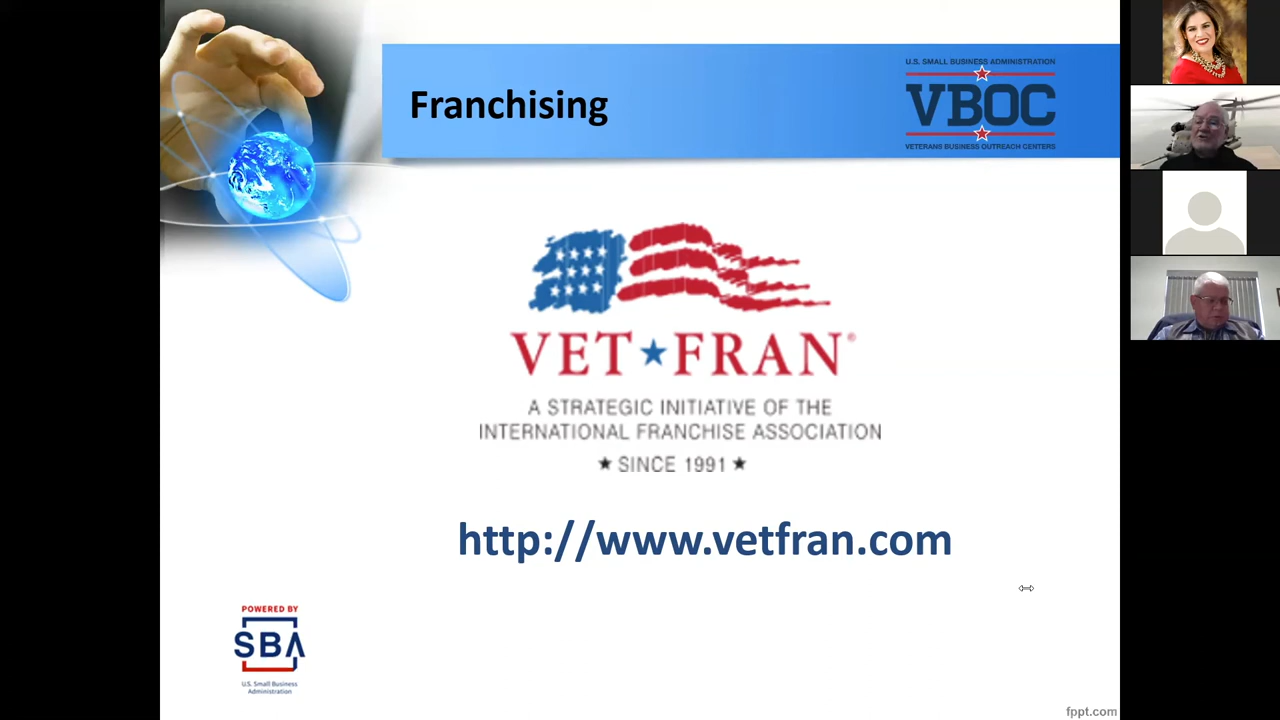 Franchising
U.S. SMALL BUSINESS ADMINISTRATION
VBOC
VETERANS BUSINESS OUTREACH CENTERS
VET★FRAN®
A STRATEGIC INITIATIVE OF THE
INTERNATIONAL FRANCHISE ASSOCIATION
★ SINCE 1991 ★
http://www.vetfran.com
POWERED BY
SBA
U.S. Small Business
Administration
fppt.com